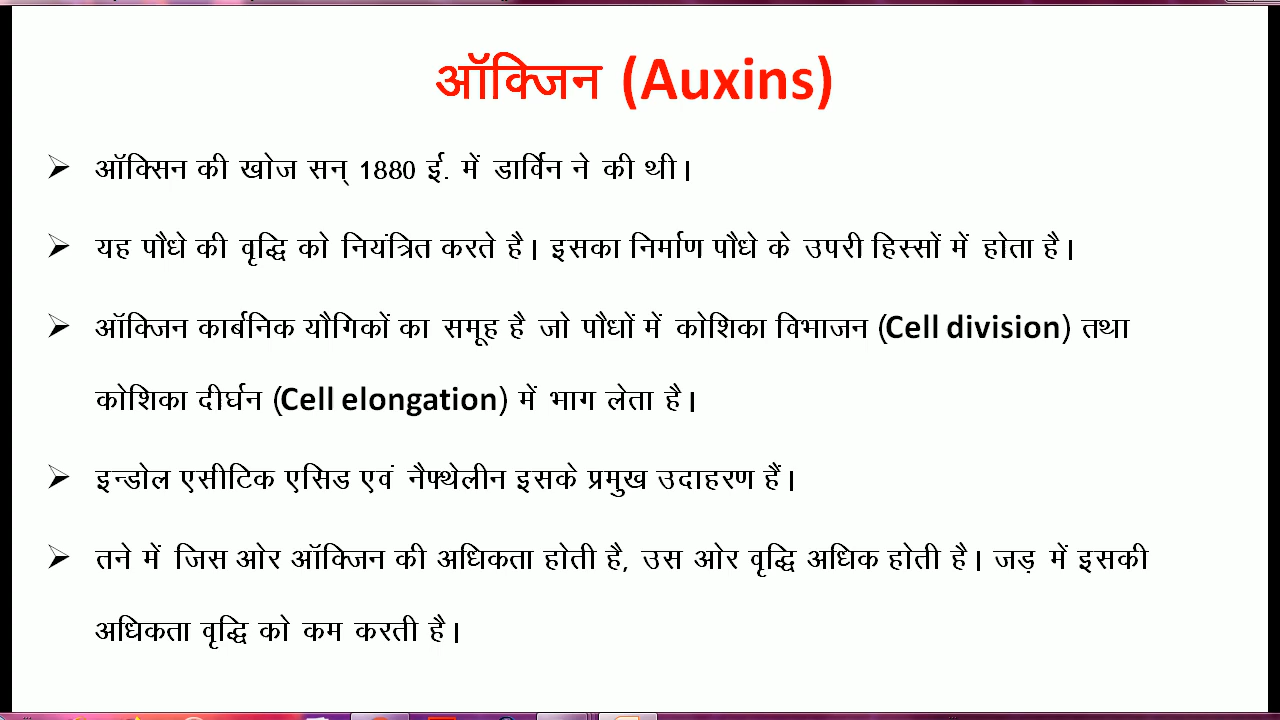 ऑक्जिन (Auxins)
ऑक्सिन की खोज सन् 1880 ई. में डार्विन ने की थी।
यह पौधे की वृद्धि को नियंत्रित करते है। इसका निर्माण पौधे के उपरी हिस्सों में होता है।
ऑक्जिन कार्बनिक यौगिकों का समूह है जो पौधों में कोशिका विभाजन (Cell division) तथा
कोशिका दीर्घन (Cell elongation) में भाग लेता है।
इन्डोल एसीटिक एसिड एवं नैफ्थेलीन इसके प्रमुख उदाहरण हैं।
तने में जिस ओर ऑक्जिन की अधिकता होती है, उस ओर वृद्धि अधिक होती है। जड़ में इसकी
अधिकता वृद्धि को कम करती है।